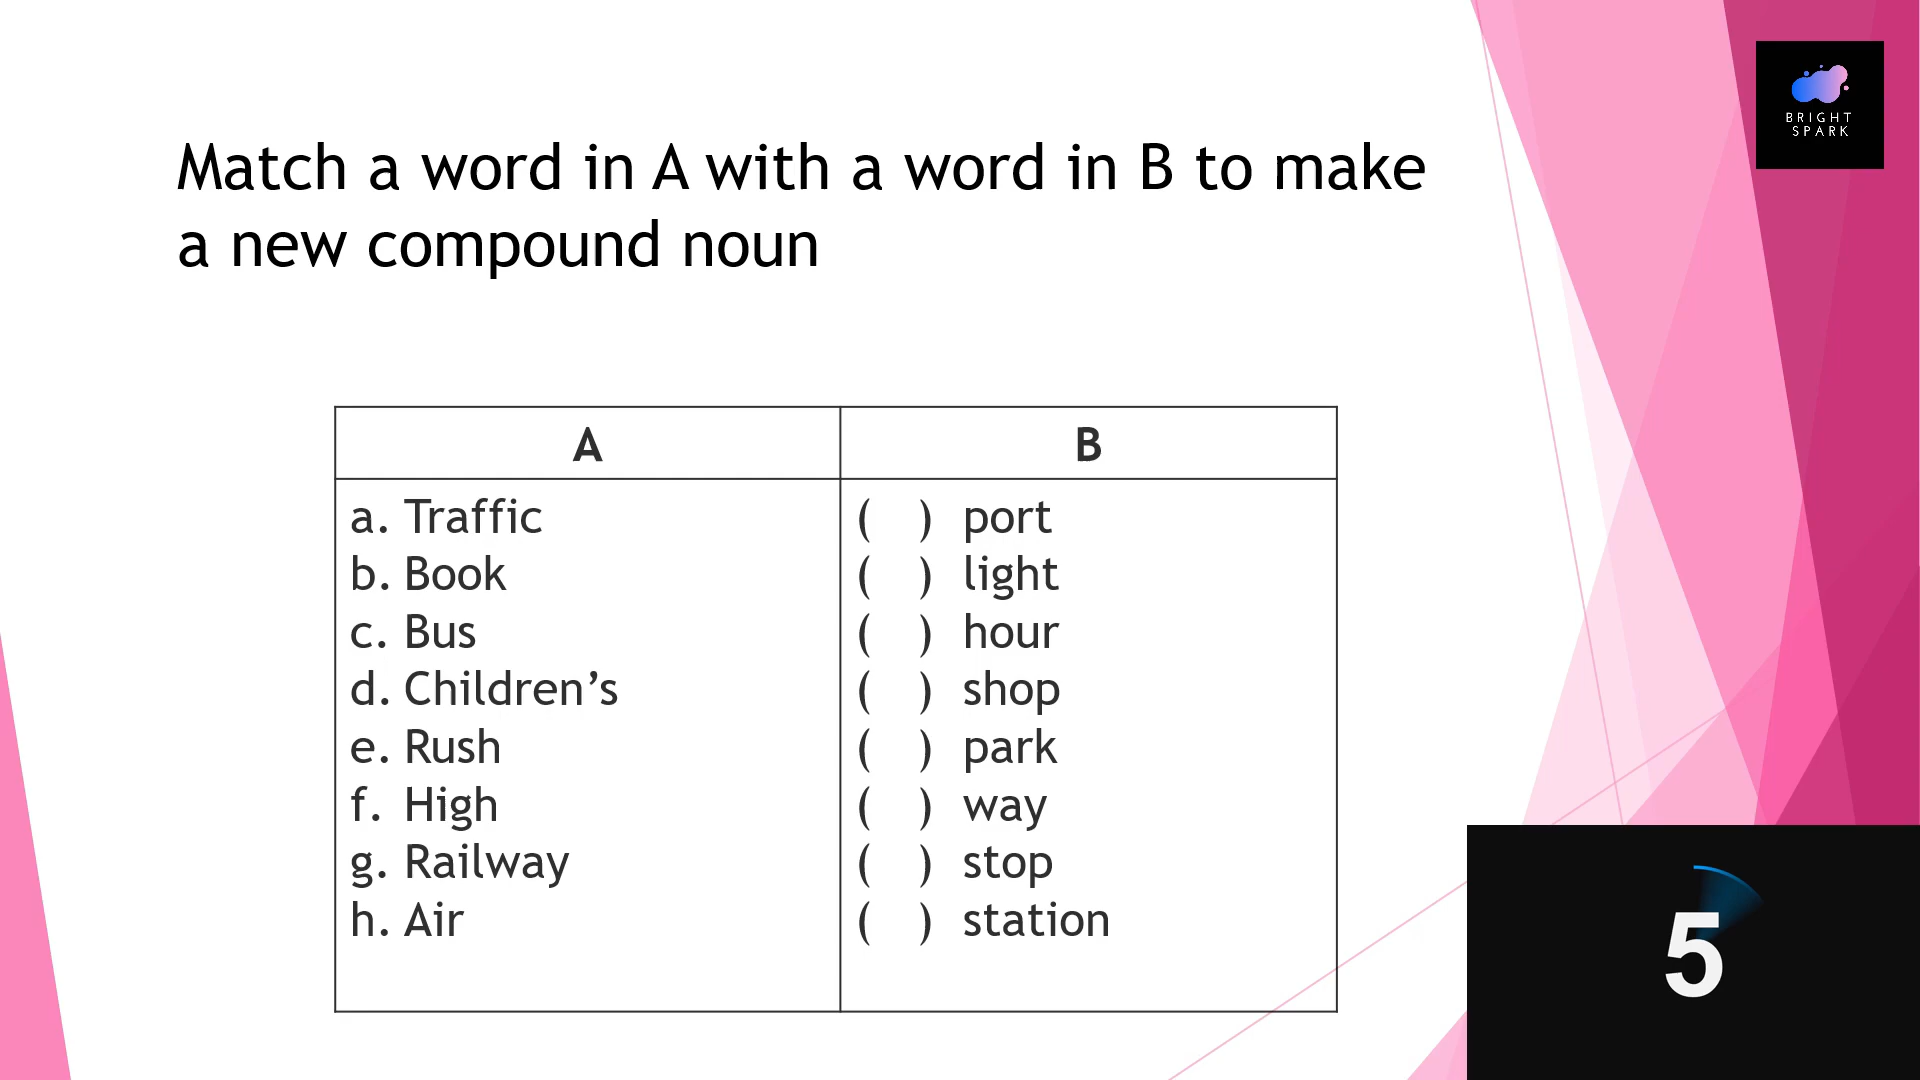 BRIGHT
SPARK
Match a word in A with a word in B to make
a new compound noun
A B
a. Traffic ( ) port
b. Book ( ) light
c. Bus ( ) hour
d. Children’s ( ) shop
e. Rush ( ) park
f. High ( ) way
g. Railway ( ) stop
h. Air ( ) station
5